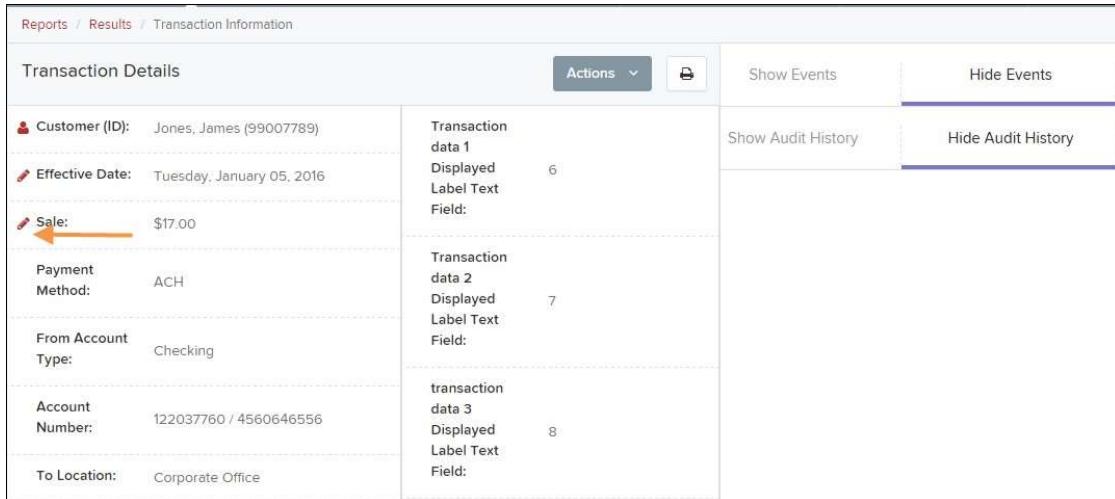 Reports / Results / Transaction Information
Transaction Details
Actions
Show Events
Hide Events
Show Audit History
Hide Audit History
Customer (ID): Jones, James (99007789)
Effective Date: Tuesday, January 05, 2016
Sale: $17.00
Payment
Method:
ACH
From Account
Type:
Checking
Account
Number:
122037760 / 4560646556
To Location: Corporate Office
Transaction
data 1
Displayed
Label Text
Field:
6
Transaction
data 2
Displayed
Label Text
Field:
7
transaction
data 3
Displayed
Label Text
Field:
8